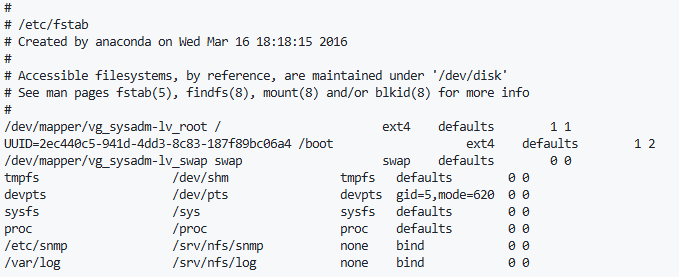 #
# /etc/fstab
# Created by anaconda on Wed Mar 16 18:18:15 2016
#
# Accessible filesystems, by reference, are maintained under '/dev/disk'
# See man pages fstab(5), findfs(8), mount(8) and/or blkid(8) for more info
#
/dev/mapper/vg_sysadm-lv_root / ext4 defaults 1 1
UUID=2ec440c5-941d-4dd3-8c83-187f89bc06a4 /boot ext4 defaults 1 2
/dev/mapper/vg_sysadm-lv_swap swap swap defaults 0 0
tmpfs /dev/shm tmpfs defaults 0 0
devpts /dev/pts devpts gid=5,mode=620 0 0
sysfs /sys sysfs defaults 0 0
proc /proc proc defaults 0 0
/etc/snmp /srv/nfs/snmp none bind 0 0
/var/log /srv/nfs/log none bind 0 0